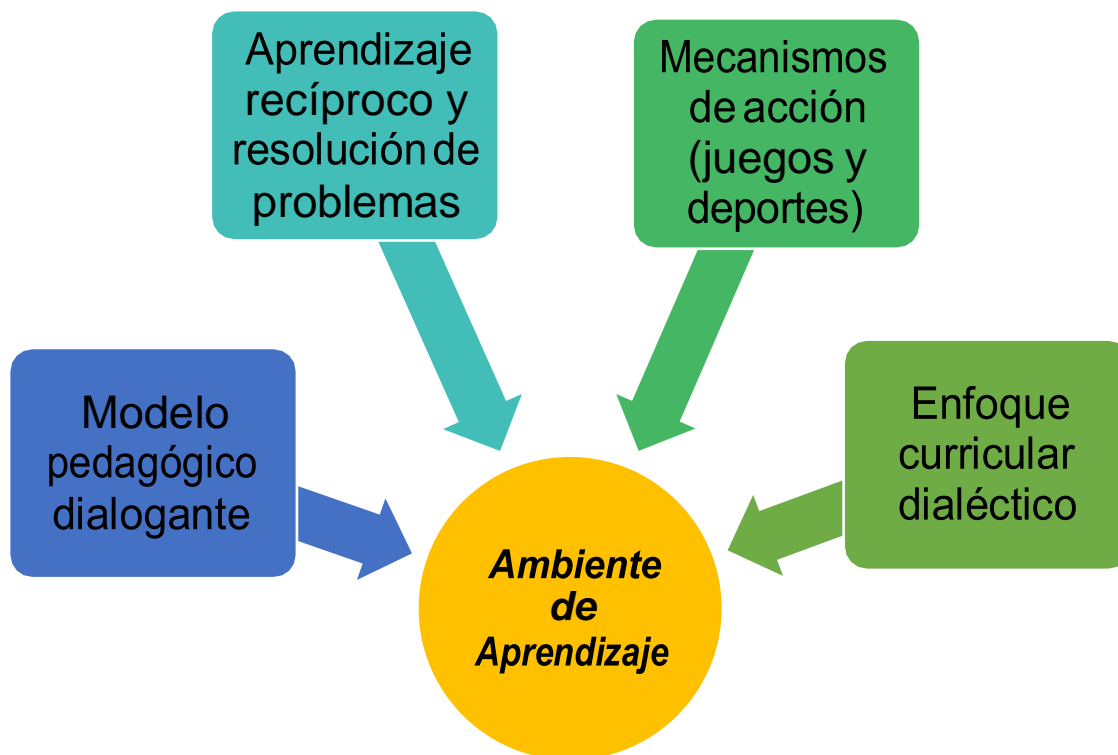 Aprendizaje
recíproco y
resolución de
problemas
Mecanismos
de acción
(juegos y
deportes)
Modelo
pedagógico
dialogante
Enfoque
curricular
dialéctico
Ambiente
de
Aprendizaje